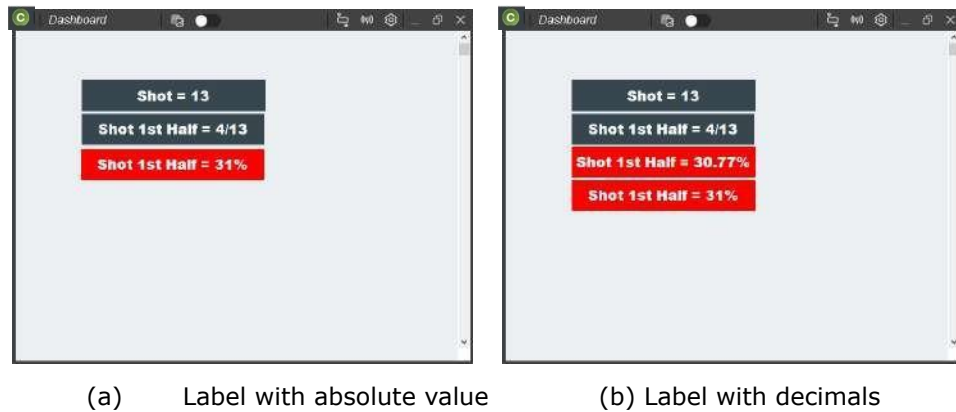 C Dashboard
Shot = 13
Shot 1st Half = 4/13
Shot 1st Half = 31%
C Dashboard
Shot = 13
Shot 1st Half = 4/13
Shot 1st Half = 30.77%
Shot 1st Half = 31%
(a) Label with absolute value
(b) Label with decimals